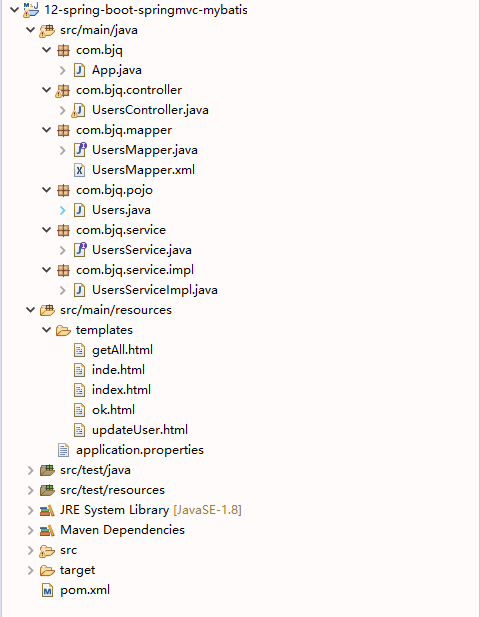 12-spring-boot-springmvc-mybatis
src/main/java
com.bjq
App.java
com.bjq.controller
UsersController.java
com.bjq.mapper
UsersMapper.java
UsersMapper.xml
com.bjq.pojo
Users.java
com.bjq.service
UsersService.java
com.bjq.service.impl
UsersServiceImpl.java
src/main/resources
templates
getAll.html
inde.html
index.html
ok.html
updateUser.html
application.properties
src/test/java
src/test/resources
JRE System Library [JavaSE-1.8]
Maven Dependencies
src
target
pom.xml